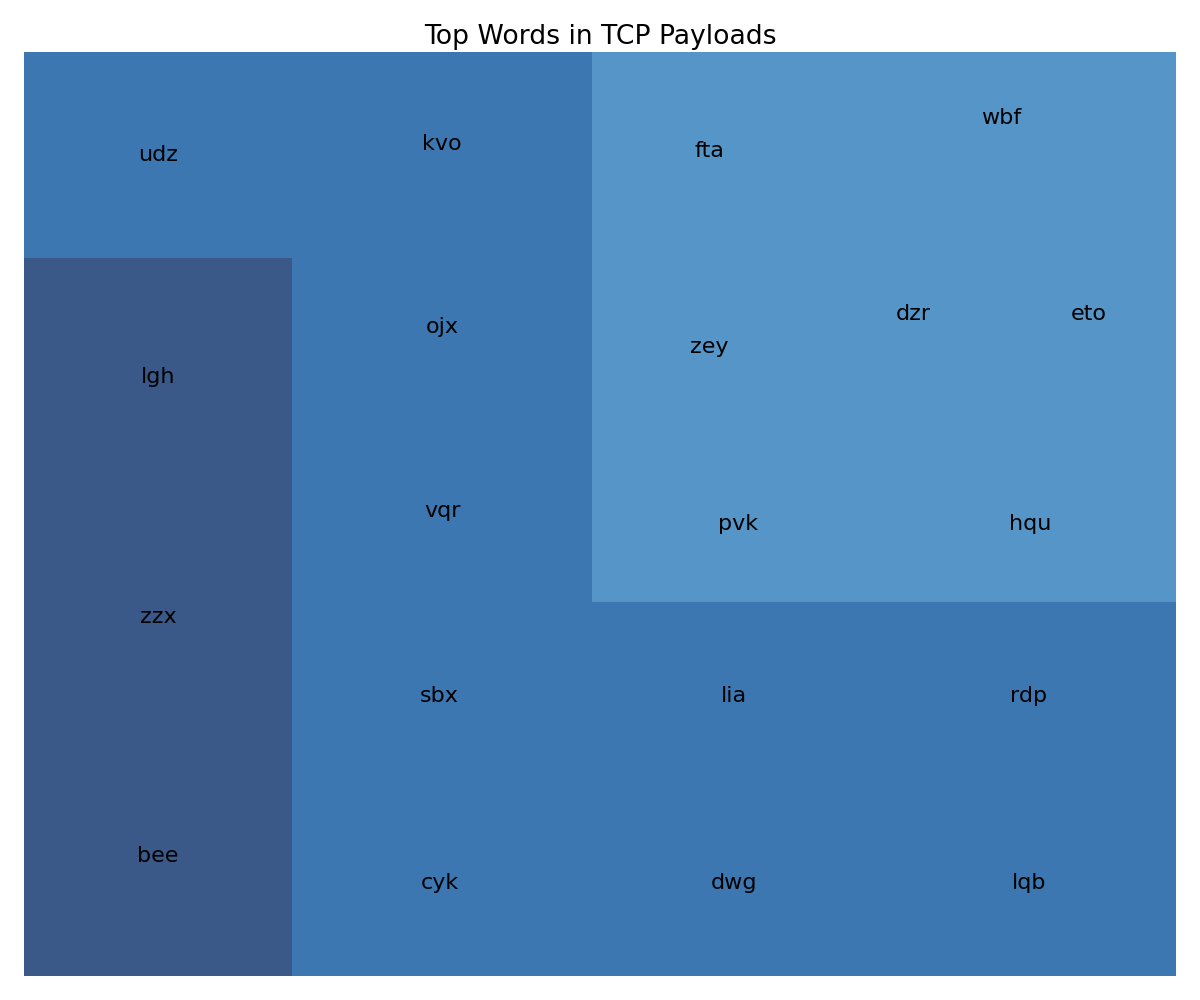 Top Words in TCP Payloads
udz
kvo
fta
wbf
lgh
ojx
zey
dzr
eto
vqr
pvk
hqu
zzx
sbx
lia
rdp
bee
cyk
dwg
lqb